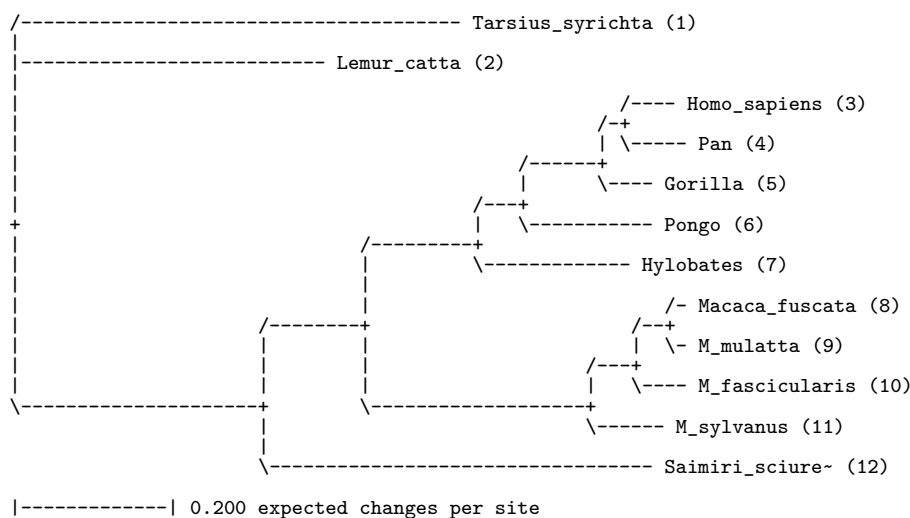 Tarsius_syrichta (1)
Lemur_catta (2)
Homo_sapiens (3)
Pan (4)
Gorilla (5)
Pongo (6)
Hylobates (7)
Macaca_fuscata (8)
M_mulatta (9)
M_fascicularis (10)
M_sylvanus (11)
Saimiri_sciure~ (12)
0.200 expected changes per site